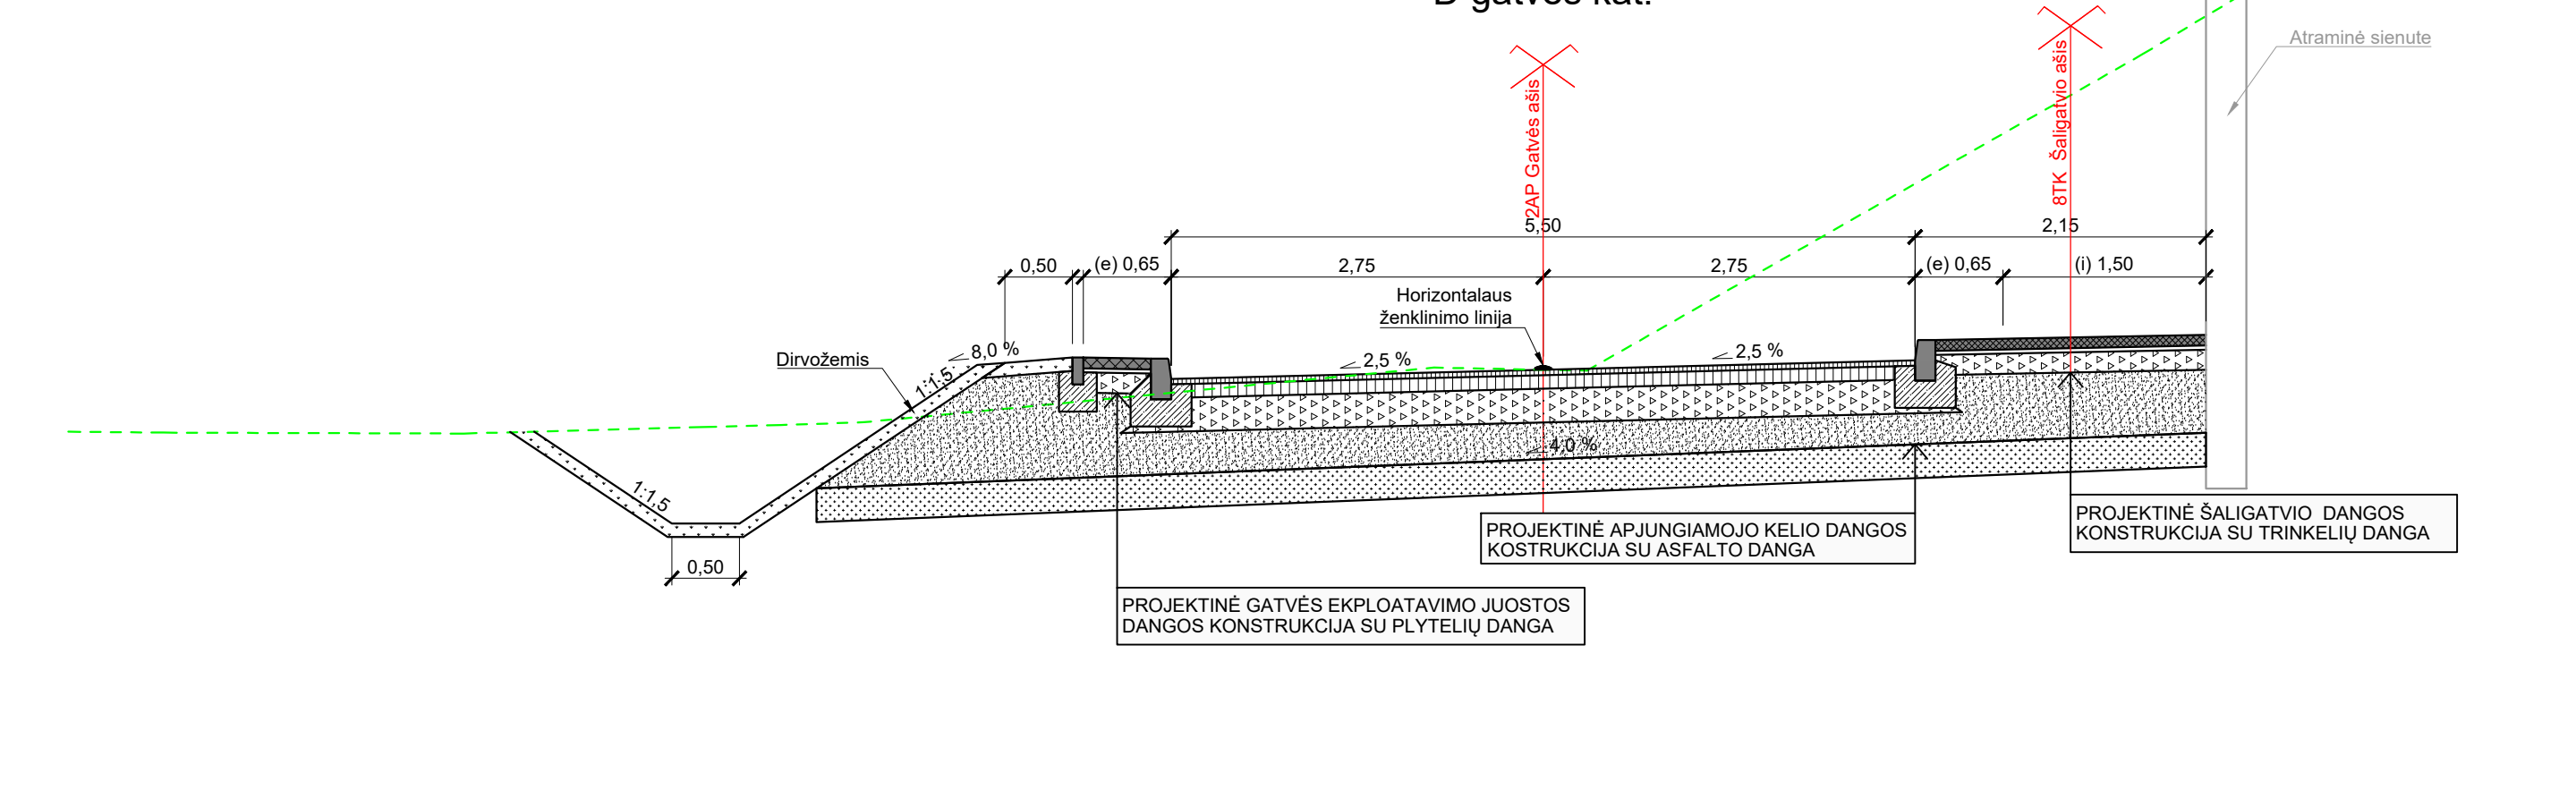 D gatvės kat.
Atraminė sienute
2AP Gatvės ašis
8TK Šaligatvio ašis
5,50
2,15
0,50
(e) 0,65
2,75
2,75
(e) 0,65
(i) 1,50
Horizontalaus
ženklinimo linija
Dirvožemis
8,0 %
2,5 %
2,5 %
1:1,5
4,0 %
1:1,5
0,50
PROJEKTINĖ ŠALIGATVIO DANGOS
KONSTRUKCIJA SU TRINKELIŲ DANGA
PROJEKTINĖ APJUNGIAMOJO KELIO DANGOS
KOSTRUKCIJA SU ASFALTO DANGA
PROJEKTINĖ GATVĖS EKPLOATAVIMO JUOSTOS
DANGOS KONSTRUKCIJA SU PLYTELIŲ DANGA